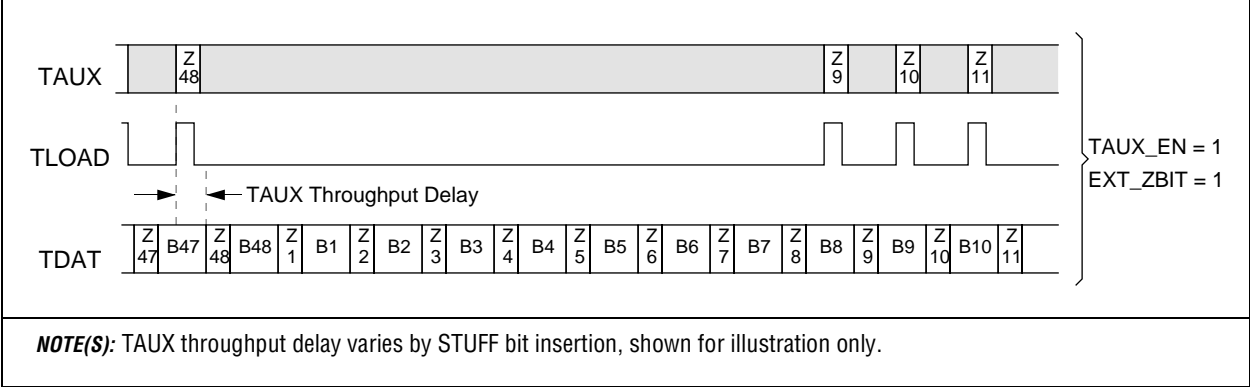 TAUX Z 48 Z 9 Z 10 Z 11
TLOAD
TAUX_EN = 1
EXT_ZBIT = 1
TAUX Throughput Delay
TDAT Z 47 B47 Z 48 B48 Z 1 B1 Z 2 B2 Z 3 B3 Z 4 B4 Z 5 B5 Z 6 B6 Z 7 B7 Z 8 B8 Z 9 B9 Z 10 B10 Z 11
NOTE(S): TAUX throughput delay varies by STUFF bit insertion, shown for illustration only.